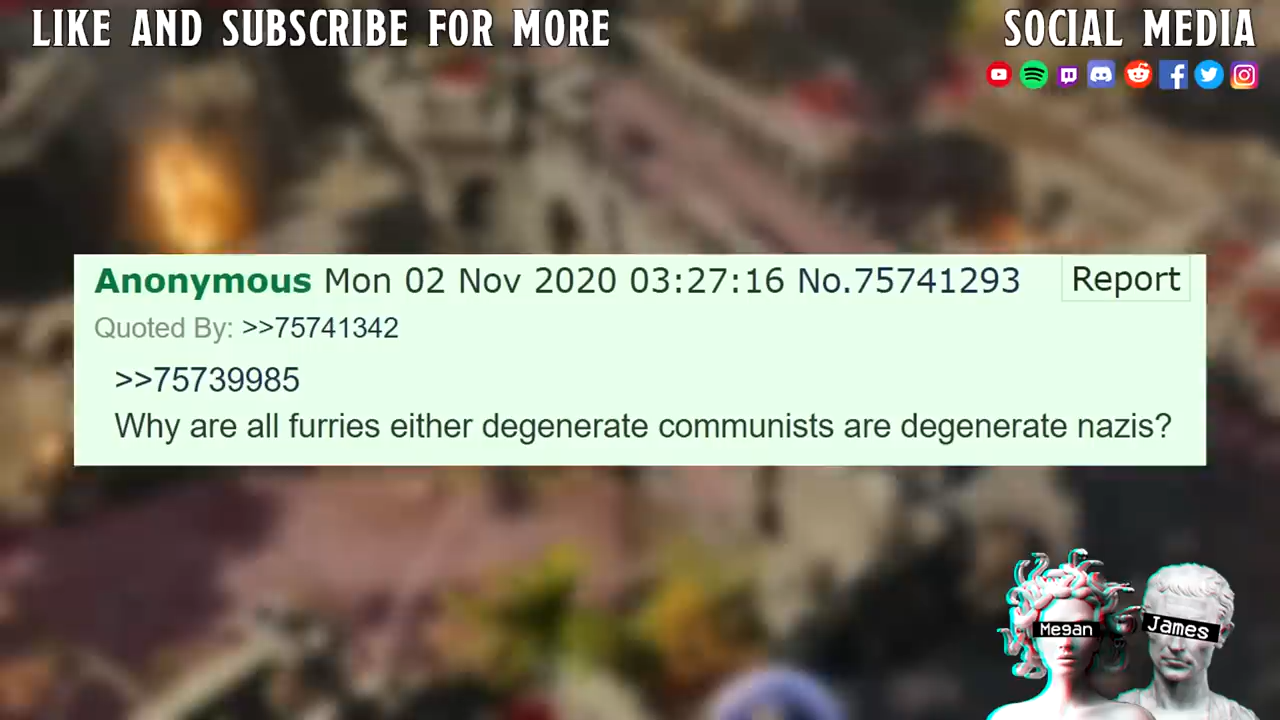 LIKE AND SUBSCRIBE FOR MORE
SOCIAL MEDIA
Anonymous Mon 02 Nov 2020 03:27:16 No.75741293 Report
Quoted By: >>75741342
>>75739985
Why are all furries either degenerate communists are degenerate nazis?
Megan
James